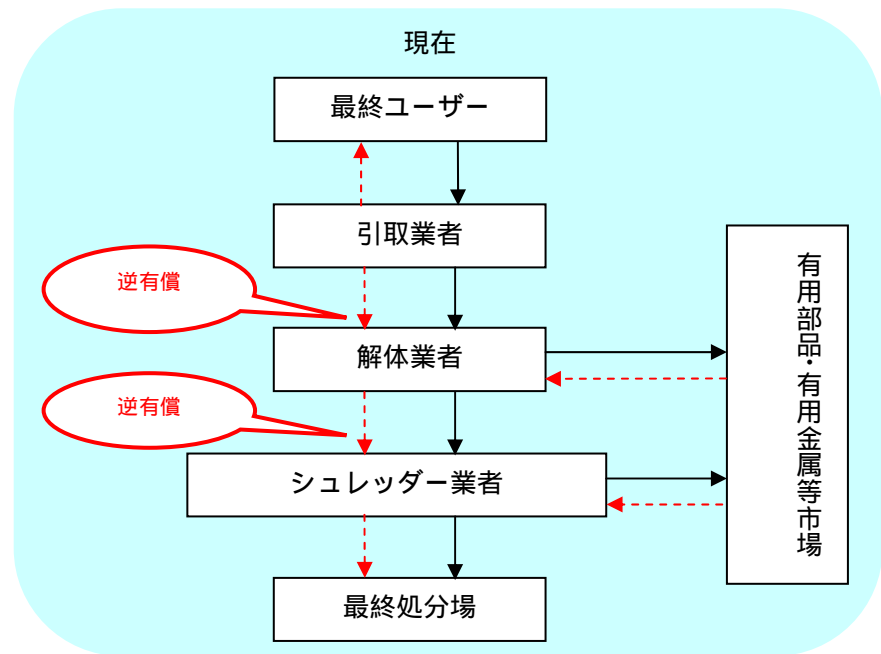 現在
最終ユーザー
引取業者
逆有償
解体業者
逆有償
シュレッダー業者
最終処分場
有用部品・有用金属等市場